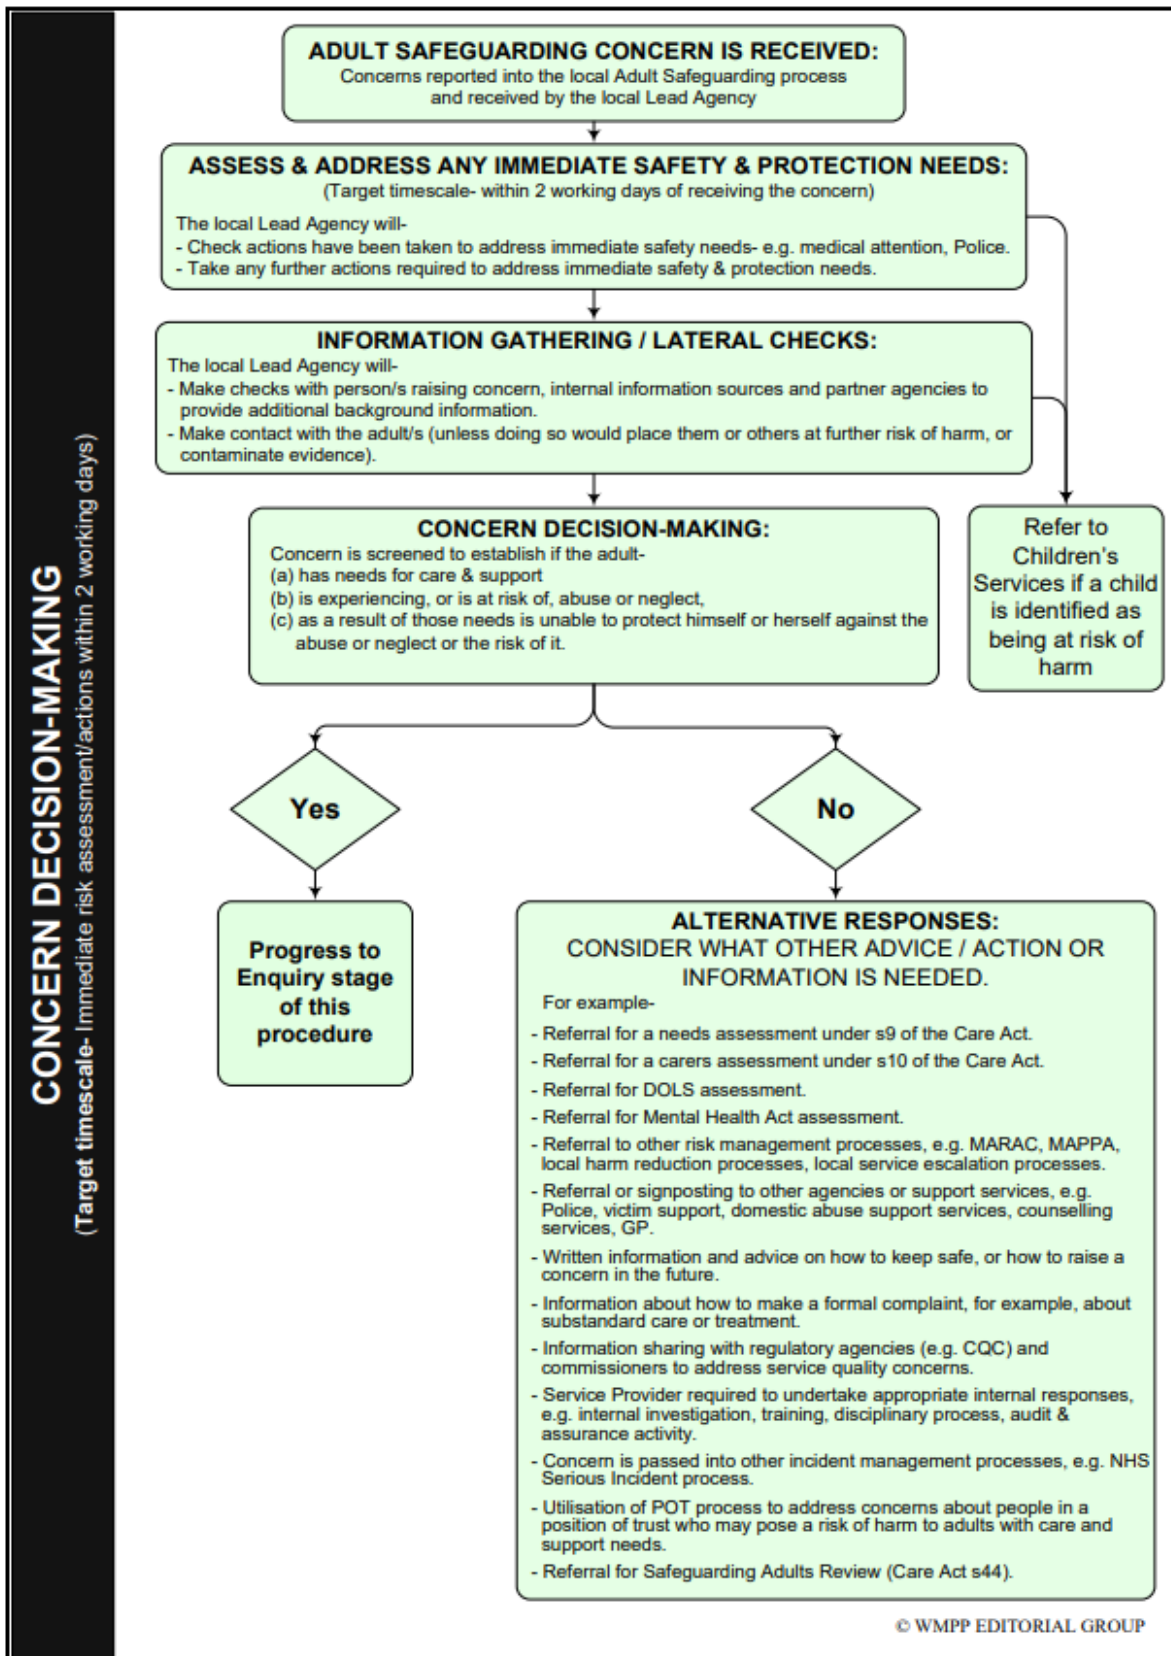 CONCERN DECISION-MAKING
(Target timescale- Immediate risk assessment/actions within 2 working days)
ADULT SAFEGUARDING CONCERN IS RECEIVED:
Concerns reported into the local Adult Safeguarding process
and received by the local Lead Agency
ASSESS & ADDRESS ANY IMMEDIATE SAFETY & PROTECTION NEEDS:
(Target timescale- within 2 working days of receiving the concern)
The local Lead Agency will-
- Check actions have been taken to address immediate safety needs- e.g. medical attention, Police.
- Take any further actions required to address immediate safety & protection needs.
INFORMATION GATHERING / LATERAL CHECKS:
The local Lead Agency will-
- Make checks with person/s raising concern, internal information sources and partner agencies to
provide additional background information.
- Make contact with the adult/s (unless doing so would place them or others at further risk of harm, or
contaminate evidence).
CONCERN DECISION-MAKING:
Concern is screened to establish if the adult-
(a) has needs for care & support
(b) is experiencing, or is at risk of, abuse or neglect,
(c) as a result of those needs is unable to protect himself or herself against the
abuse or neglect or the risk of it.
Refer to
Children's
Services if a child
is identified as
being at risk of
harm
Yes
No
Progress to
Enquiry stage
of this
procedure
ALTERNATIVE RESPONSES:
CONSIDER WHAT OTHER ADVICE / ACTION OR
INFORMATION IS NEEDED.
For example-
- Referral for a needs assessment under s9 of the Care Act.
- Referral for a carers assessment under s10 of the Care Act.
- Referral for DOLS assessment.
- Referral for Mental Health Act assessment.
- Referral to other risk management processes, e.g. MARAC, MAPPA,
local harm reduction processes, local service escalation processes.
- Referral or signposting to other agencies or support services, e.g.
Police, victim support, domestic abuse support services, counselling
services, GP.
- Written information and advice on how to keep safe, or how to raise a
concern in the future.
- Information about how to make a formal complaint, for example, about
substandard care or treatment.
- Information sharing with regulatory agencies (e.g. CQC) and
commissioners to address service quality concerns.
- Service Provider required to undertake appropriate internal responses,
e.g. internal investigation, training, disciplinary process, audit &
assurance activity.
- Concern is passed into other incident management processes, e.g. NHS
Serious Incident process.
- Utilisation of POT process to address concerns about people in a
position of trust who may pose a risk of harm to adults with care and
support needs.
- Referral for Safeguarding Adults Review (Care Act s44).
© WMPP EDITORIAL GROUP